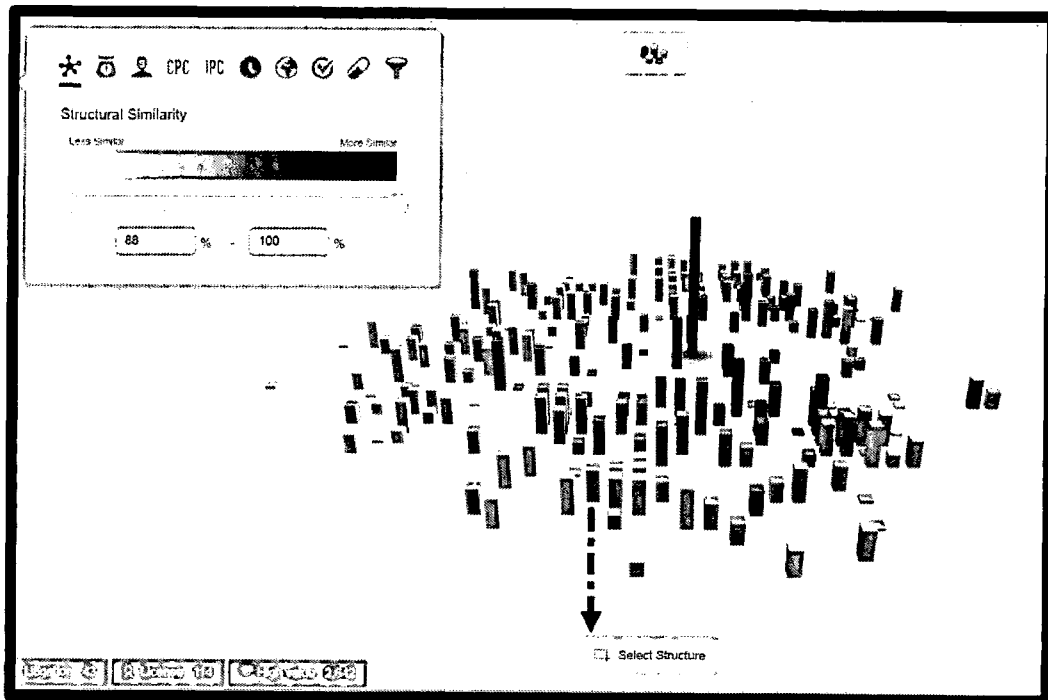 CPC IPC
Structural Similarity
Less Similar More Similar
88 % - 100 %
Select Structure